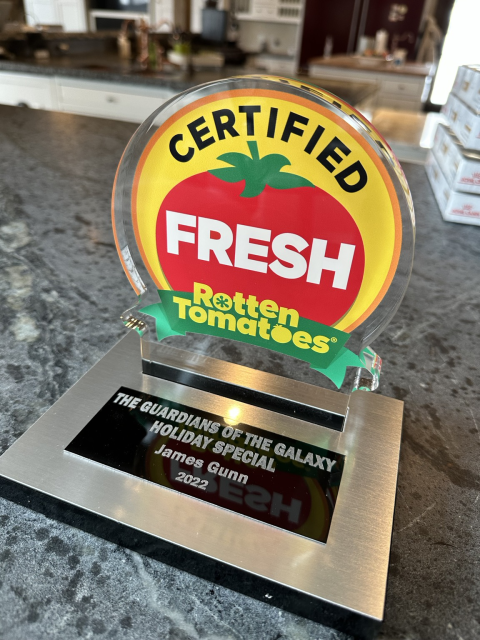 CERTIFIED
FRESH
Rotten
Tomatoes®
THE GUARDIANS OF THE GALAXY
HOLIDAY SPECIAL
James Gunn
2022